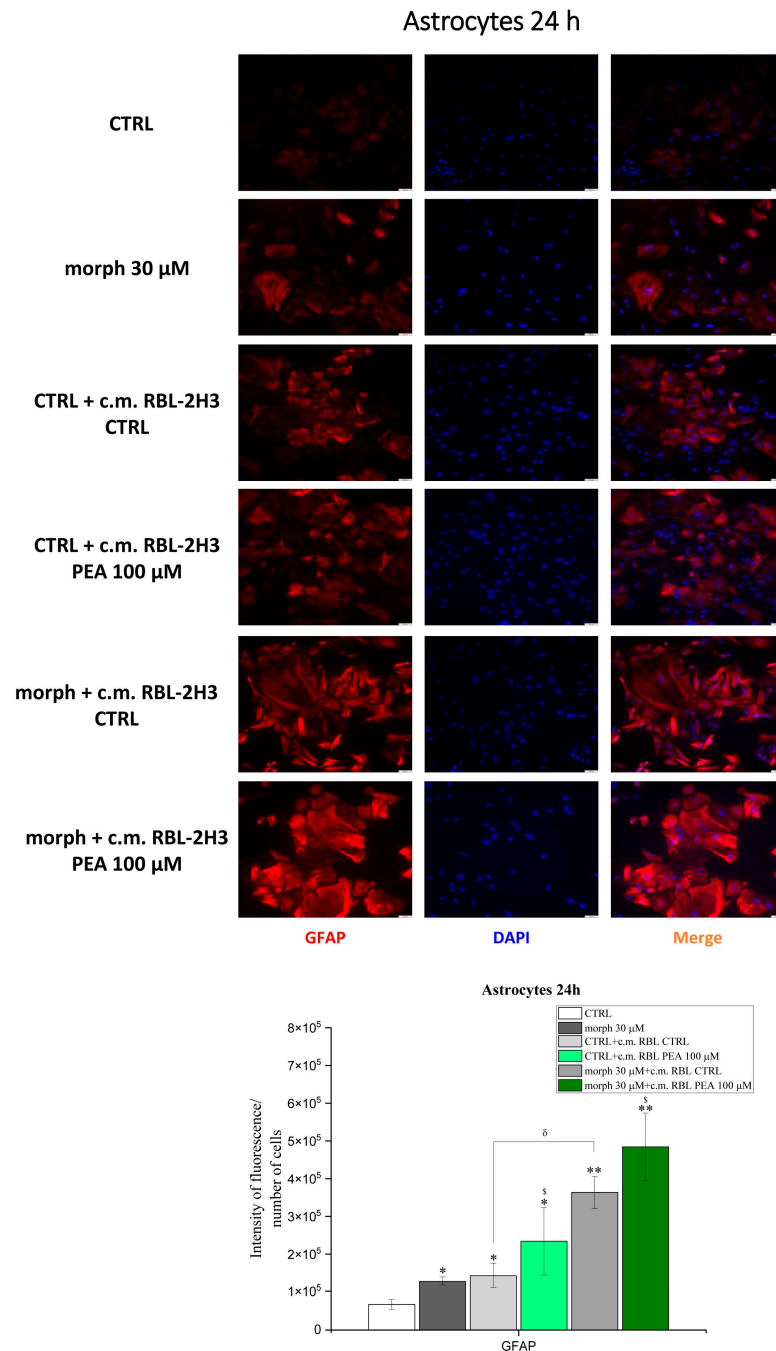 Astrocytes 24 h
CTRL
morph 30 µM
CTRL + c.m. RBL-2H3
CTRL
CTRL + c.m. RBL-2H3
PEA 100 µM
morph + c.m. RBL-2H3
CTRL
morph + c.m. RBL-2H3
PEA 100 µM
GFAP DAPI Merge
Astrocytes 24h
CTRL
morph 30 µM
CTRL+c.m. RBL CTRL
CTRL+c.m. RBL PEA 100 µM
morph 30 µM+c.m. RBL CTRL
morph 30 µM+c.m. RBL PEA 100 µM
8×10⁵
7×10⁵
6×10⁵
5×10⁵
4×10⁵
3×10⁵
2×10⁵
1×10⁵
0
Intensity of fluorescence/
number of cells
*
*
$
*
δ
**
$
**
GFAP